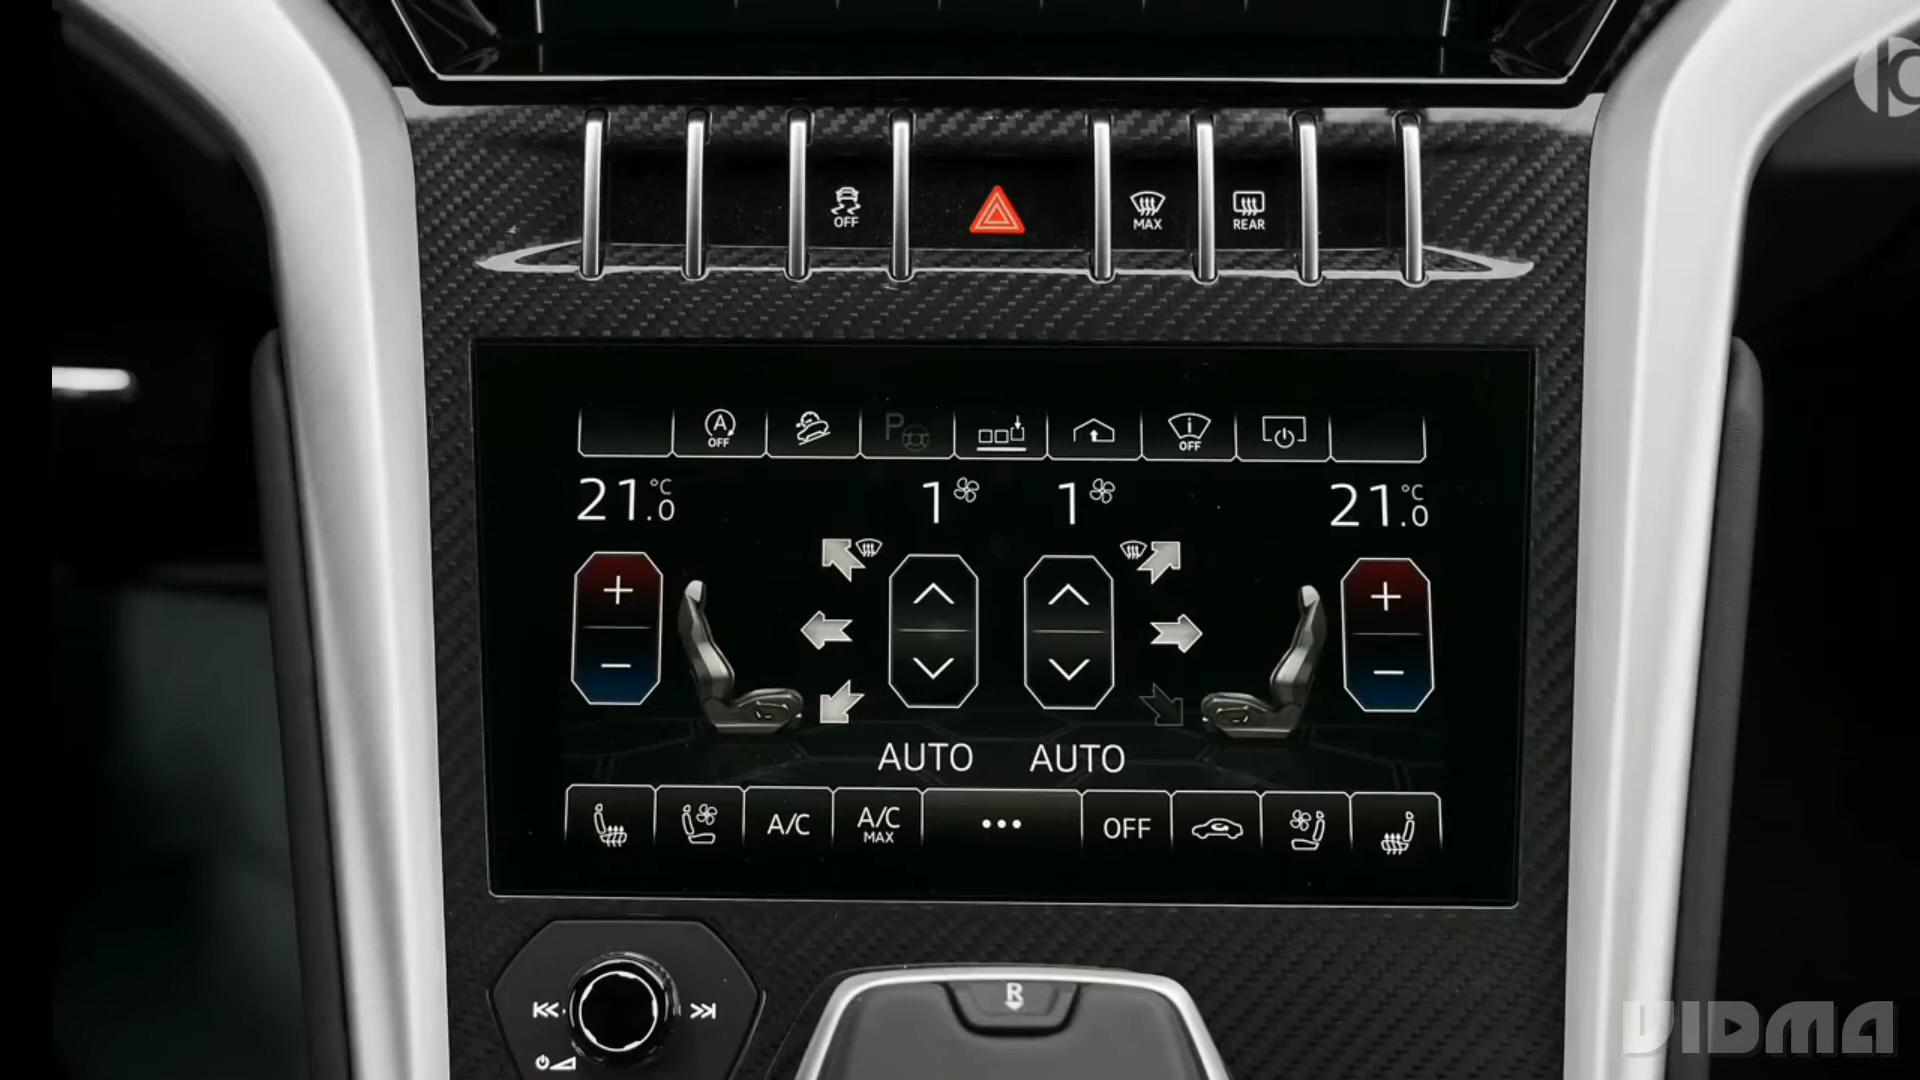 OFF
MAX
REAR
A
OFF
P
i
OFF
21.0 °C
1
1
21.0 °C
AUTO
AUTO
A/C
A/C
MAX
...
OFF
R
VIDMA